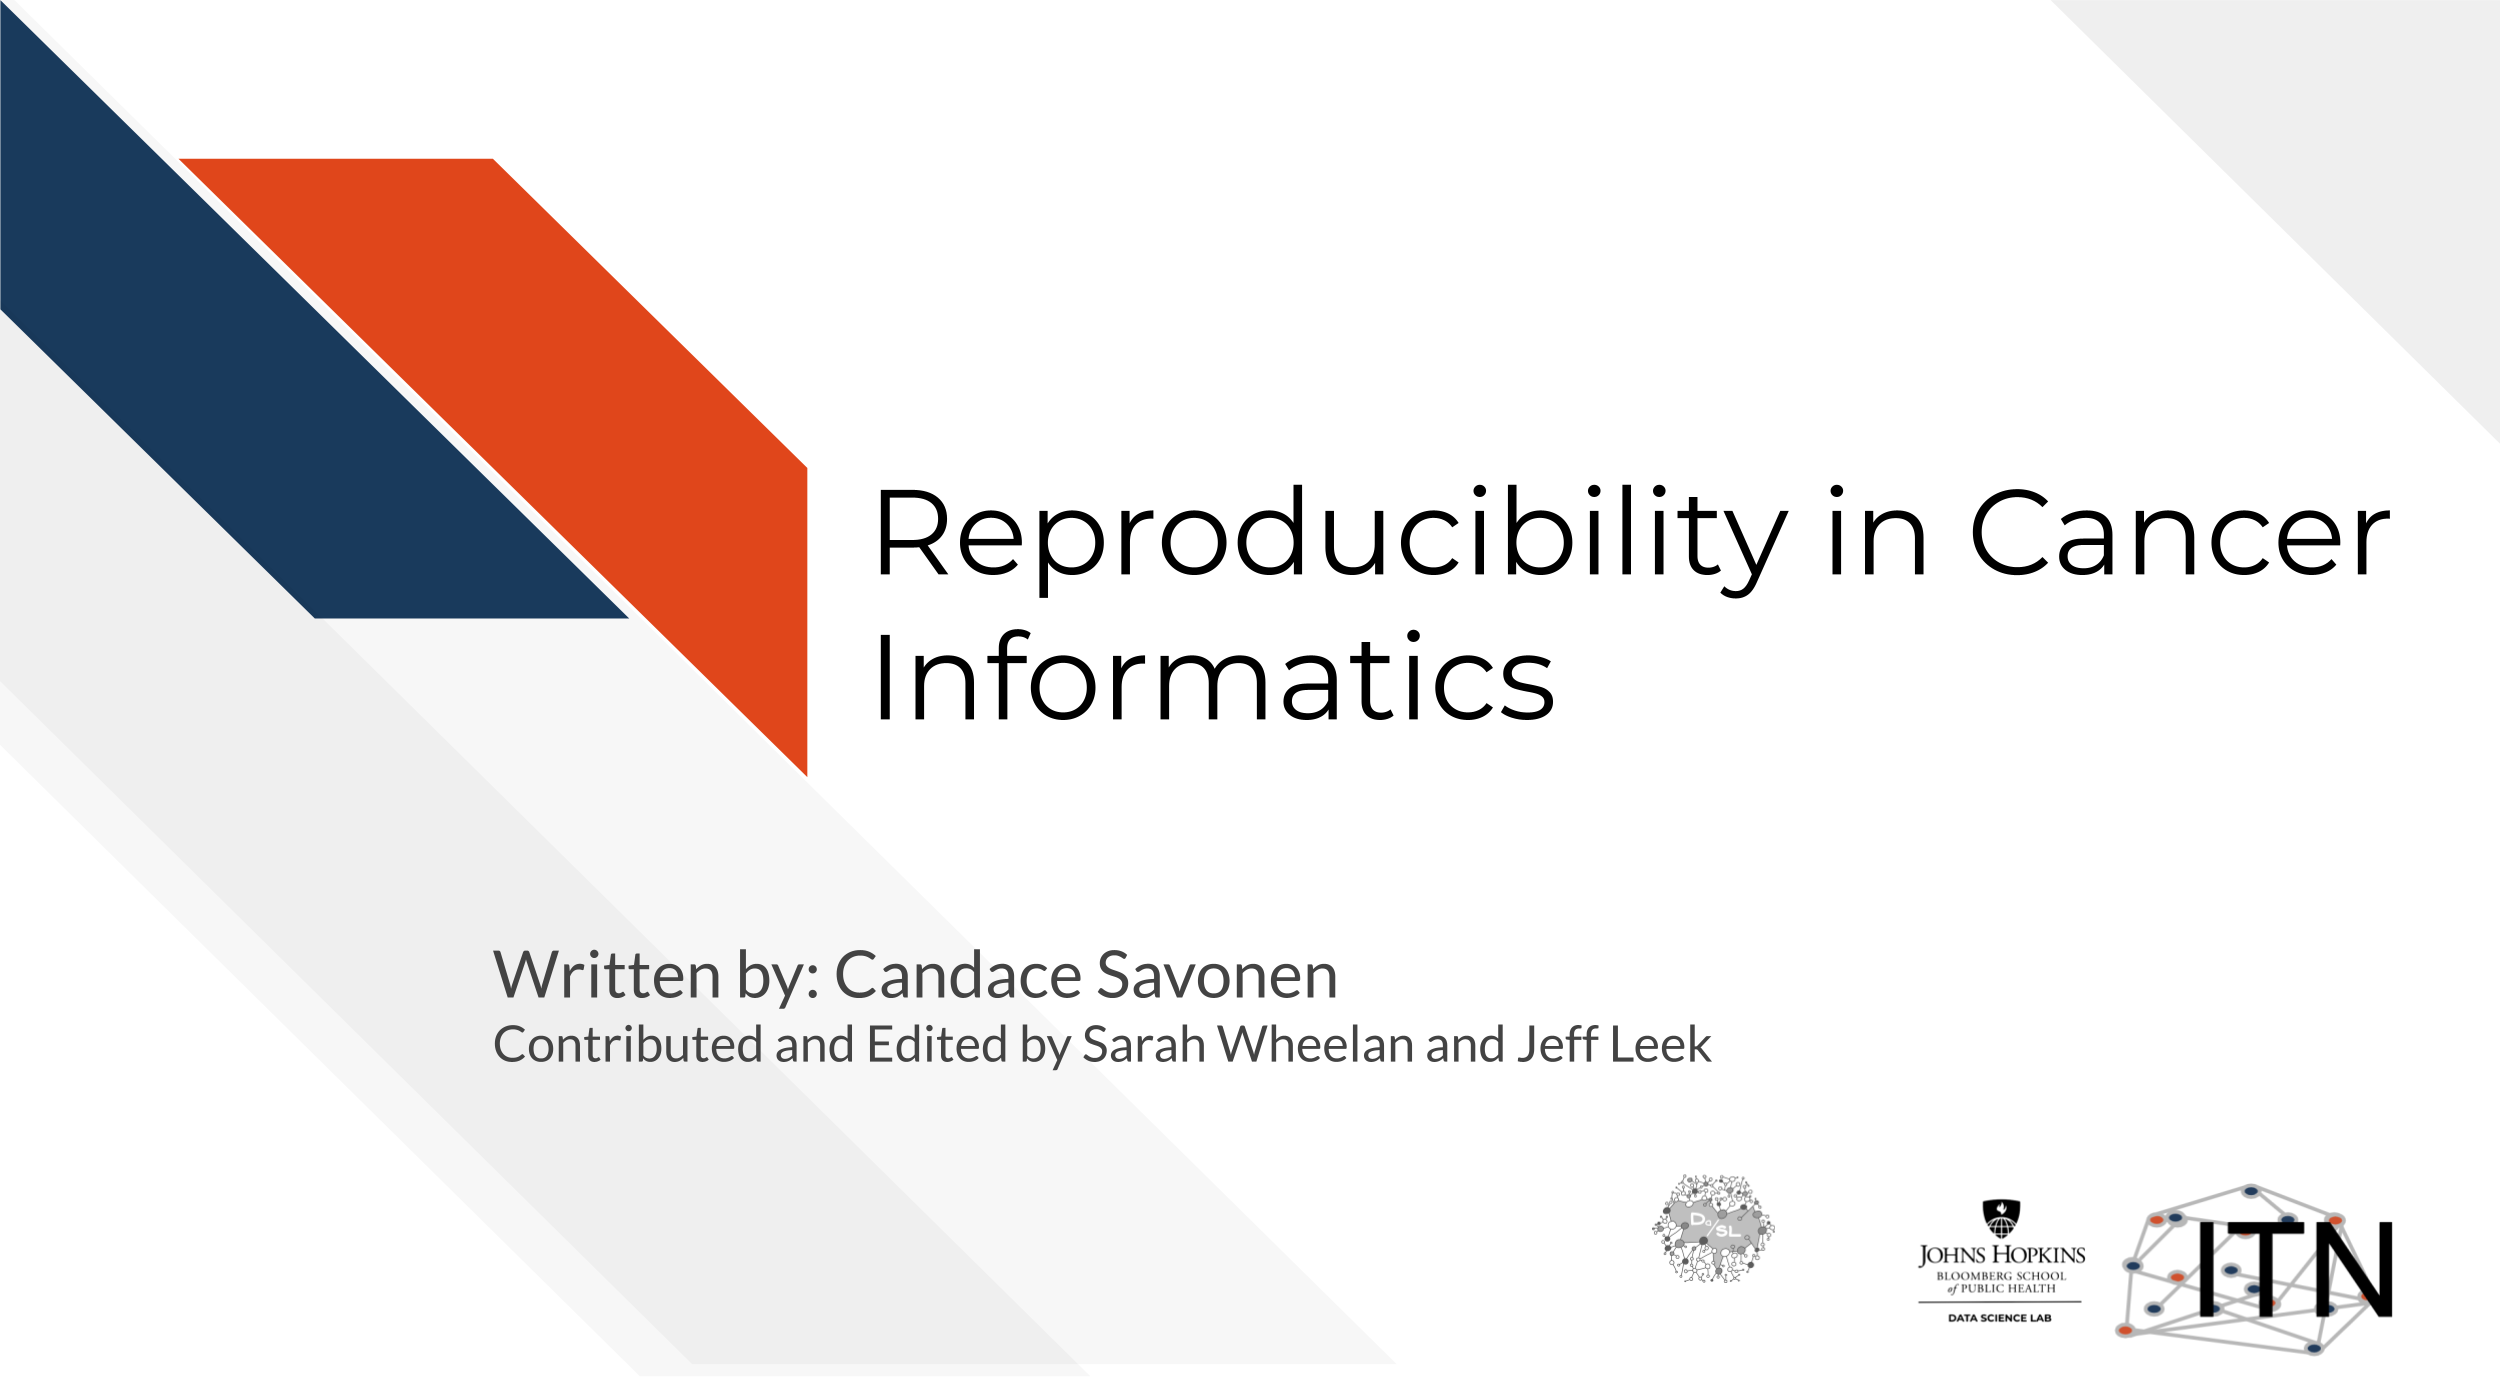 Reproducibility in Cancer
Informatics
Written by: Candace Savonen
Contributed and Edited by Sarah Wheelan and Jeff Leek
DaSL
JOHNS HOPKINS
BLOOMBERG SCHOOL
of PUBLIC HEALTH
DATA SCIENCE LAB
ITN